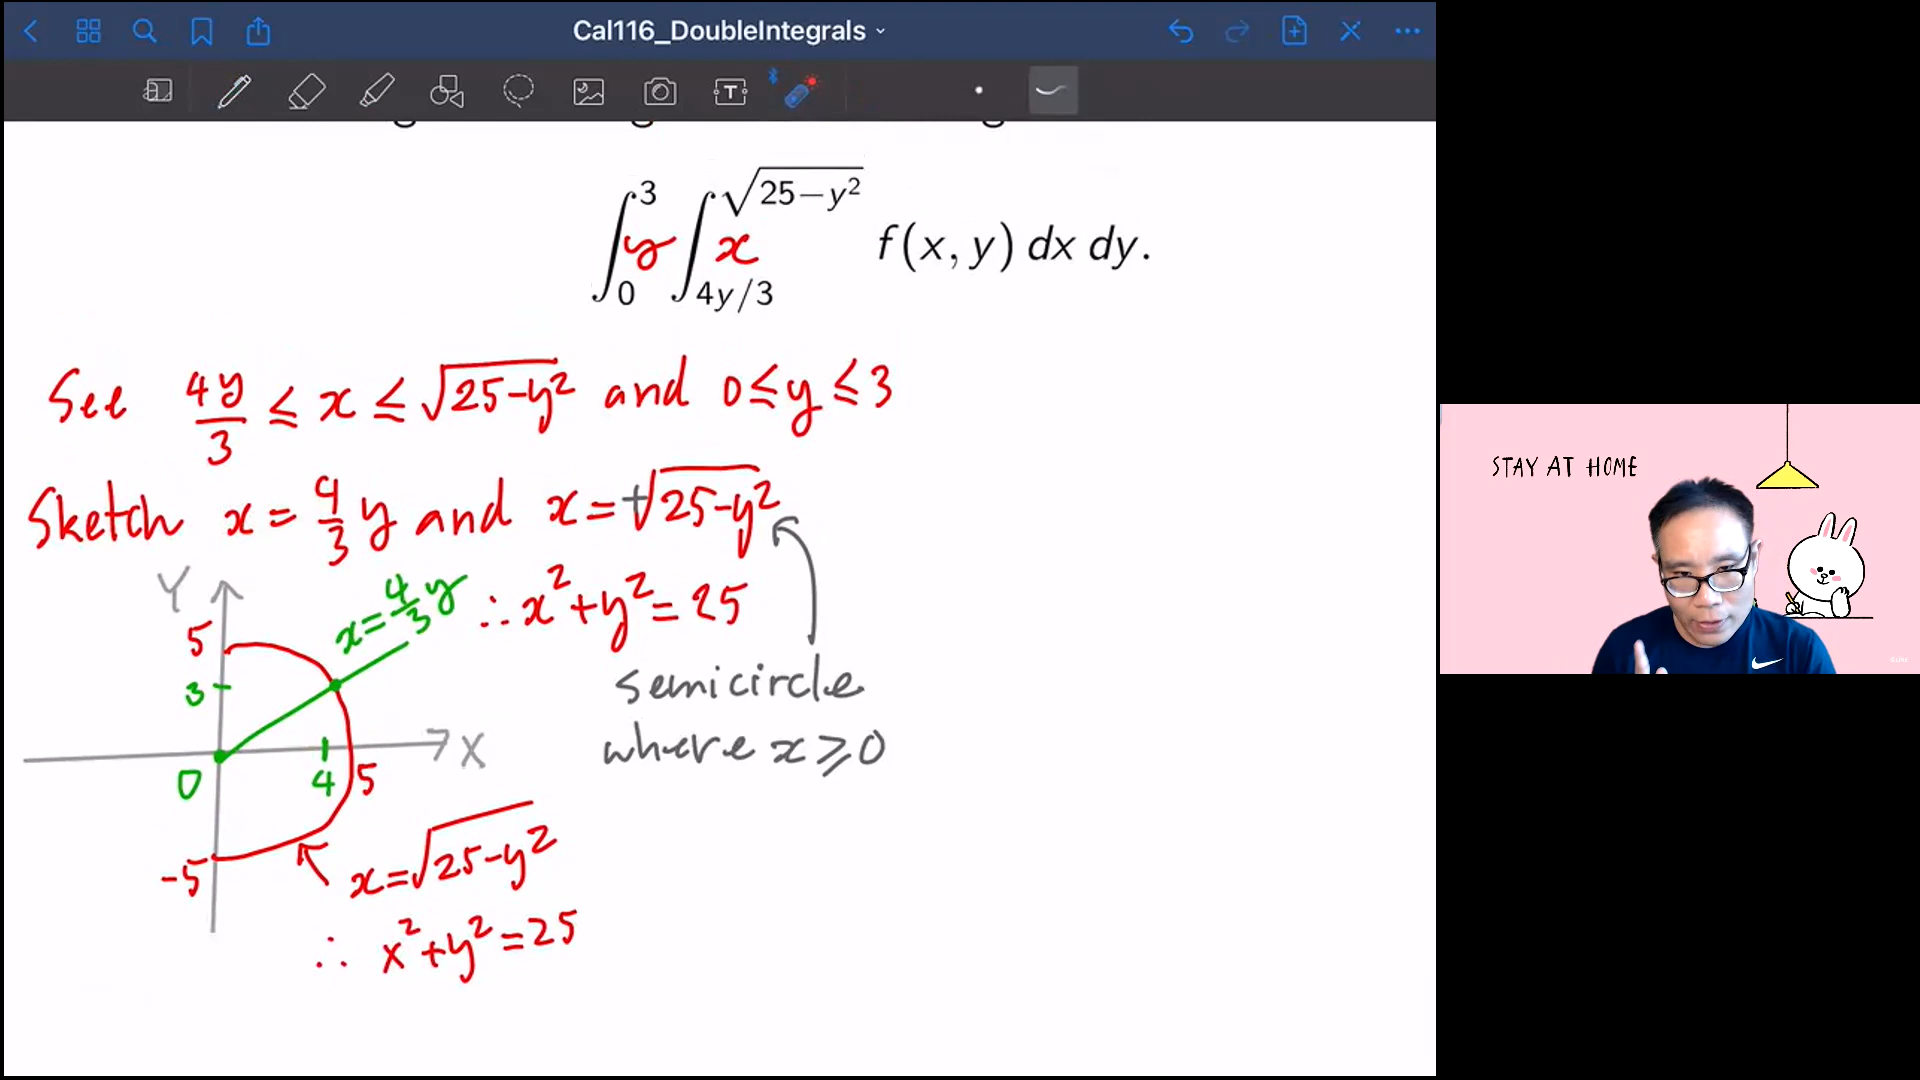 Cal116_DoubleIntegrals
T
∫₀³ y ∫_{4y/3}^{√(25−y²)} x f(x, y) dx dy.
See 4y/3 ≤ x ≤ √(25-y²) and 0 ≤ y ≤ 3
Sketch x = 4/3 y and x = +√(25-y²)
∴ x² + y² = 25
semicircle
where x ⩾ 0
Y
5
x = 4/3 y
3
X
0
4
5
-5
x = √(25-y²)
∴ x² + y² = 25
STAY AT HOME